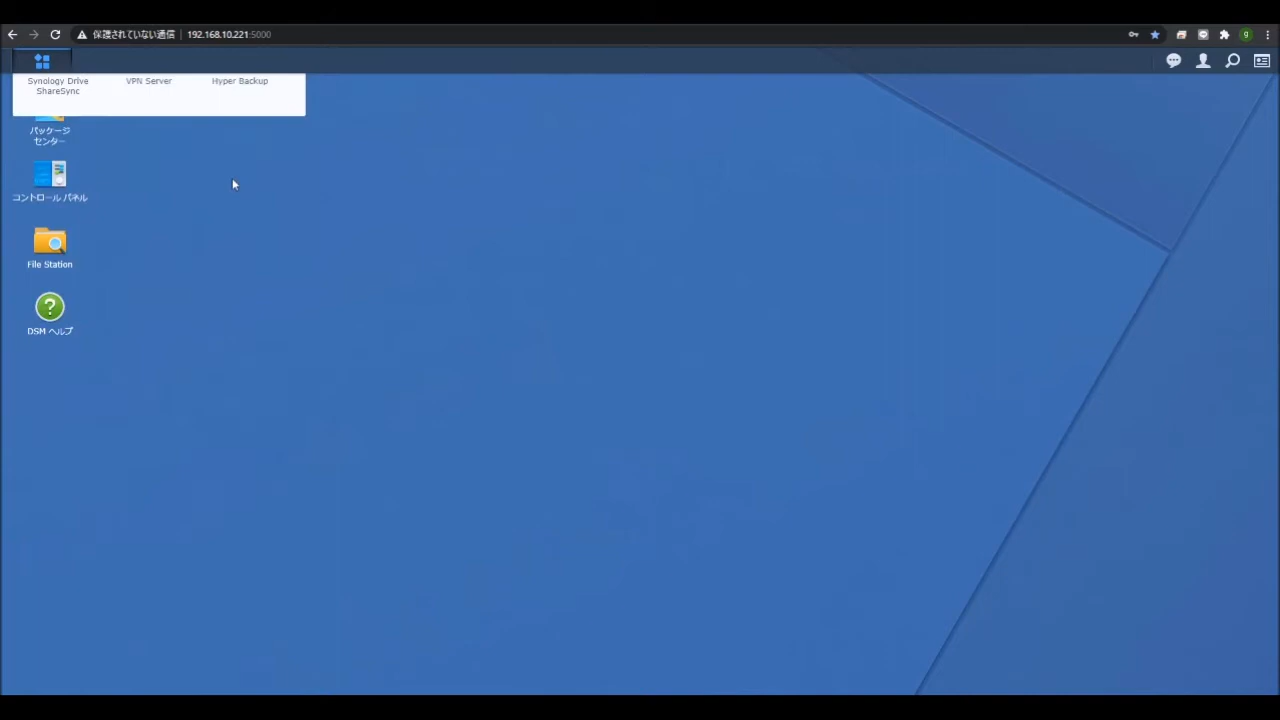 保護されていない通信 192.168.10.221:5000
g
Synology Drive ShareSync
VPN Server
Hyper Backup
パッケージ
センター
コントロール パネル
File Station
DSM ヘルプ